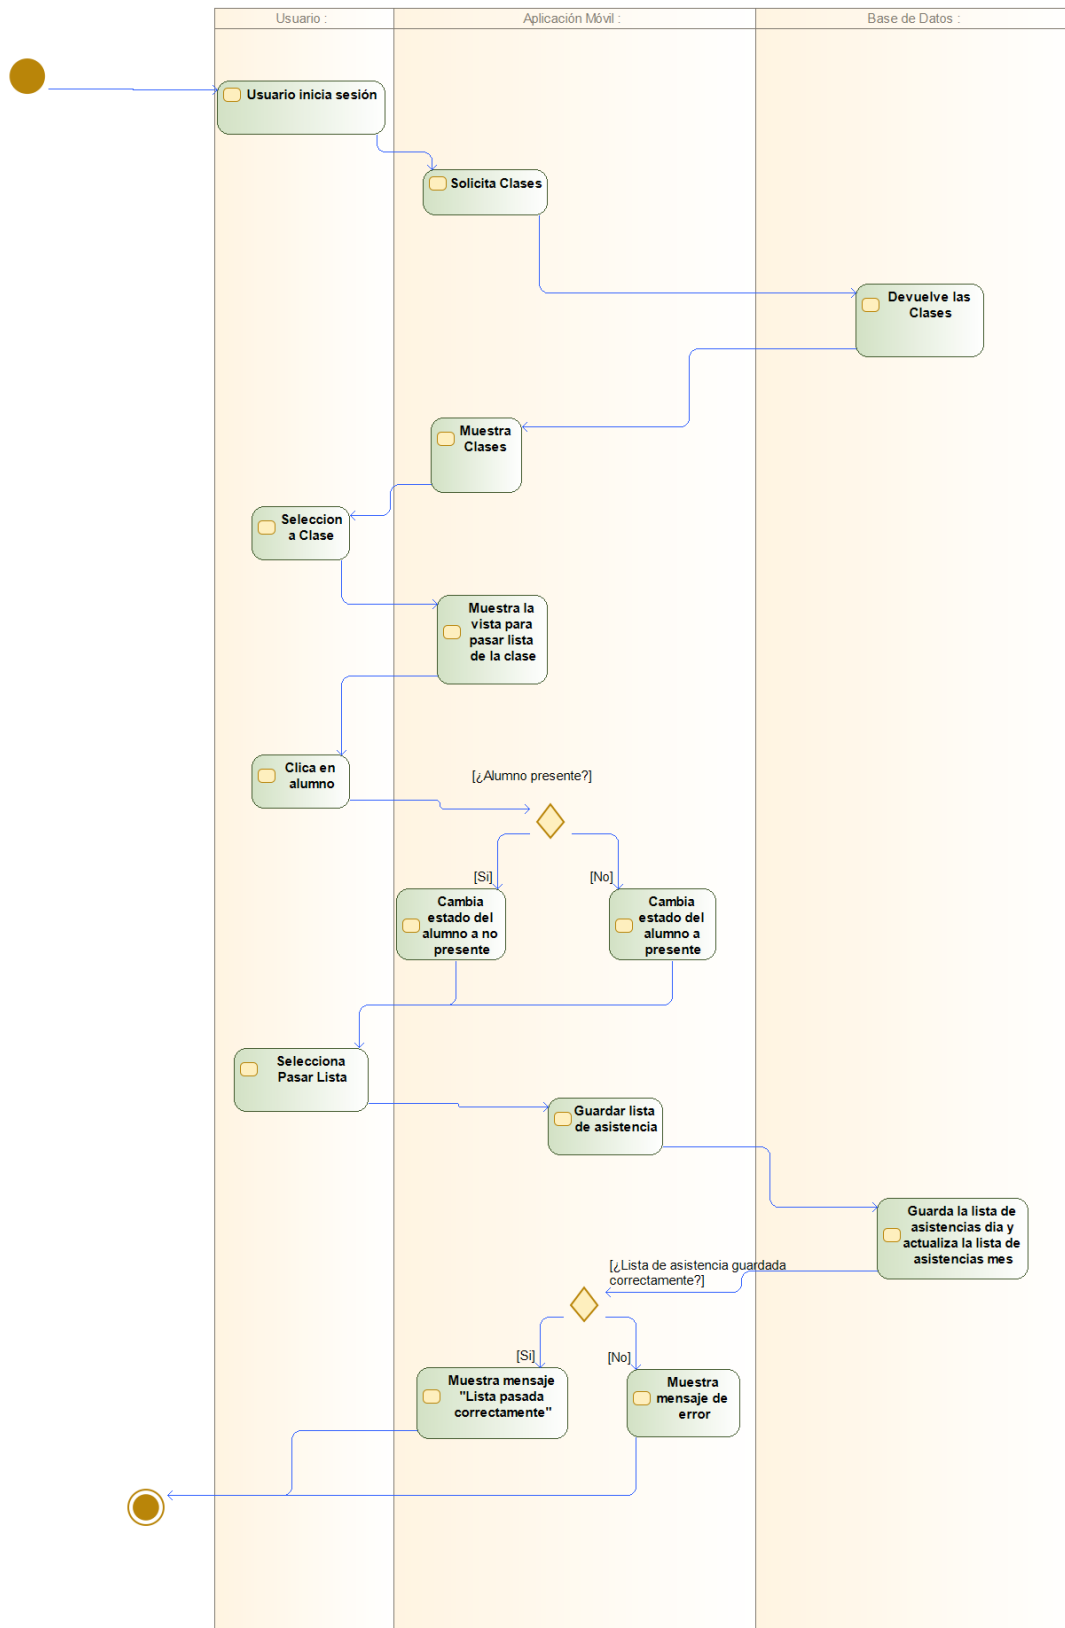 Usuario :
Aplicación Móvil :
Base de Datos :
Usuario inicia sesión
Solicita Clases
Devuelve las
Clases
Muestra
Clases
Seleccion
a Clase
Muestra la
vista para
pasar lista
de la clase
Clica en
alumno
[¿Alumno presente?]
[Si]
[No]
Cambia
estado del
alumno a no
presente
Cambia
estado del
alumno a
presente
Selecciona
Pasar Lista
Guardar lista
de asistencia
Guarda la lista de
asistencias dia y
actualiza la lista de
asistencias mes
[¿Lista de asistencia guardada
correctamente?]
[Si]
[No]
Muestra mensaje
"Lista pasada
correctamente"
Muestra
mensaje de
error